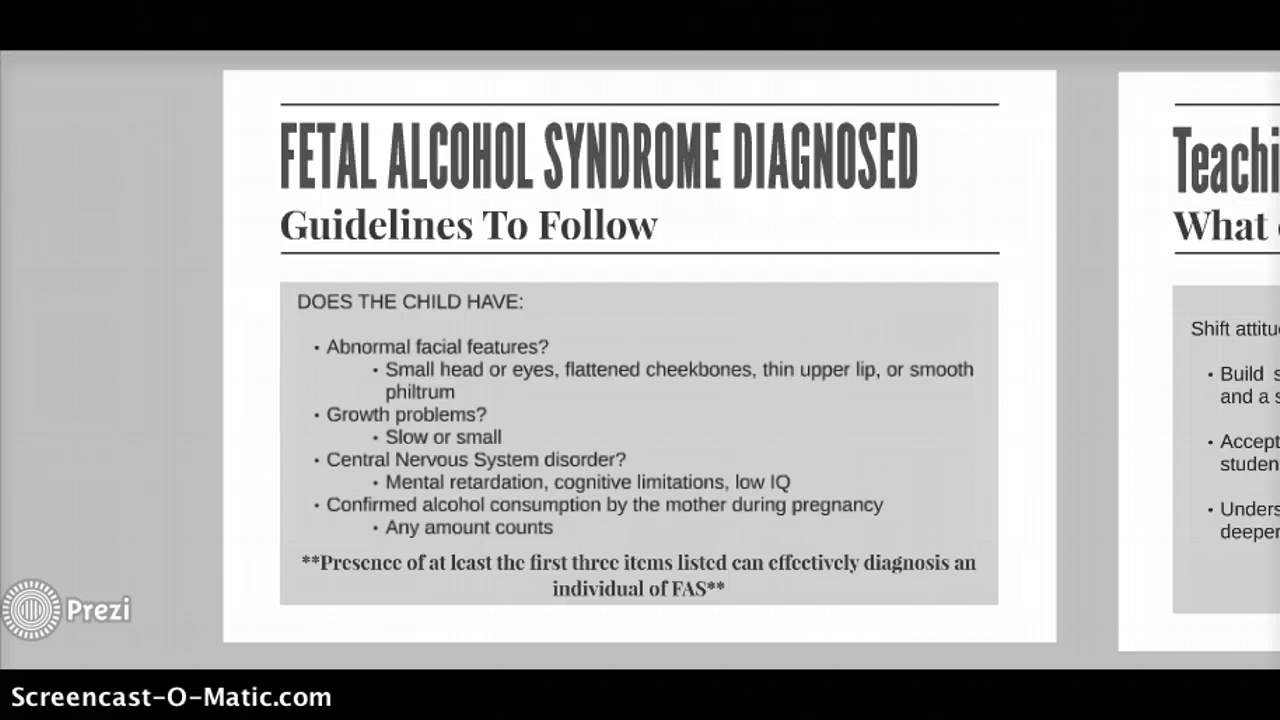 FETAL ALCOHOL SYNDROME DIAGNOSED
Guidelines To Follow
DOES THE CHILD HAVE:
• Abnormal facial features?
• Small head or eyes, flattened cheekbones, thin upper lip, or smooth
philtrum
• Growth problems?
• Slow or small
• Central Nervous System disorder?
• Mental retardation, cognitive limitations, low IQ
• Confirmed alcohol consumption by the mother during pregnancy
• Any amount counts
**Presence of at least the first three items listed can effectively diagnosis an
individual of FAS**
Teachi
What
Shift attitu
• Build s
and a s
• Accept
studen
• Unders
deeper
Prezi
Screencast-O-Matic.com